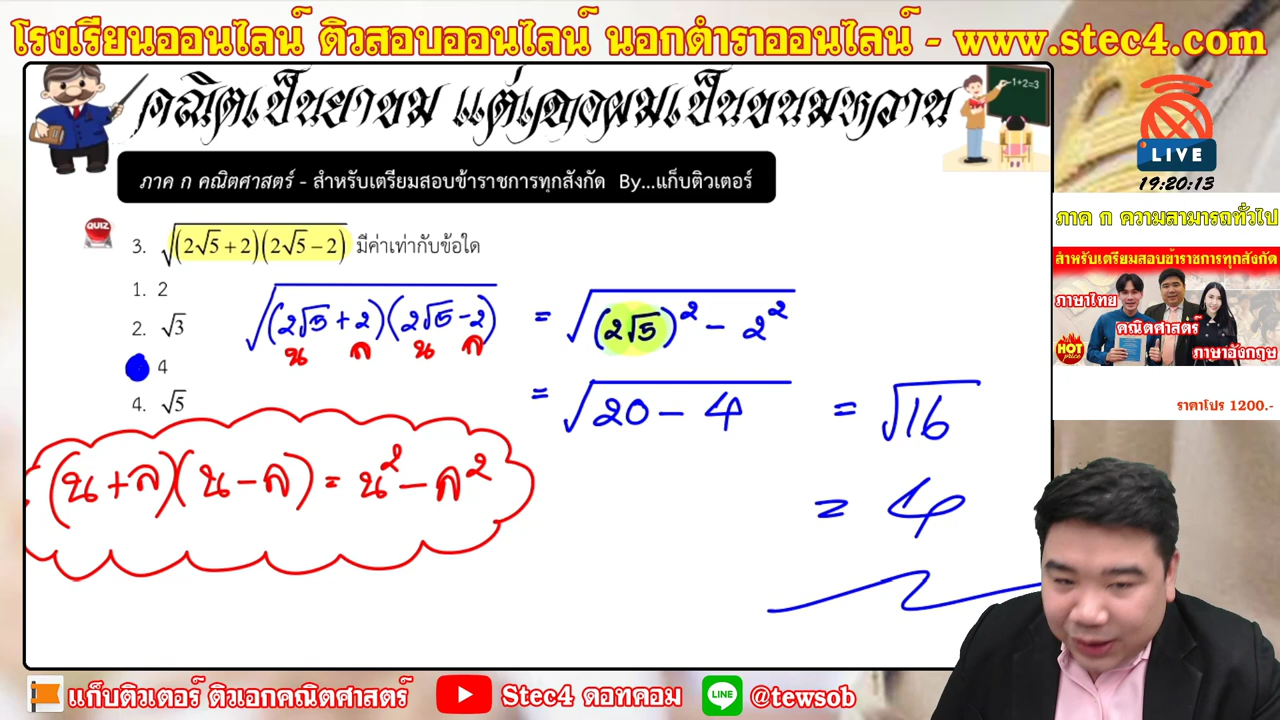 โรงเรียนออนไลน์ ติวสอบออนไลน์ นอกตำราออนไลน์ - www.stec4.com
คณิตเป็นยาขม แต่เจอผมเป็นขนมหวาน
-1+2=3
LIVE
19:20:13
ภาค ก คณิตศาสตร์ - สำหรับเตรียมสอบข้าราชการทุกสังกัด By...แก็บติวเตอร์
ภาค ก ความสามารถทั่วไป
สำหรับเตรียมสอบข้าราชการทุกสังกัด
ภาษาไทย
คณิตศาสตร์
ภาษาอังกฤษ
HOT price
ราคาโปร 1200.-
QUIZ
3. √(2√5 + 2)(2√5 − 2) มีค่าเท่ากับข้อใด
1. 2
2. √3
4
4. √5
√(2√5 + 2)(2√5 − 2) = √(2√5)² − 2²
น ล น ล
= √20 − 4 = √16
= 4
(น + ล)(น − ล) = น² − ล²
แก็บติวเตอร์ ติวเอกคณิตศาสตร์
Stec4 ดอทคอม
LINE @tewsob